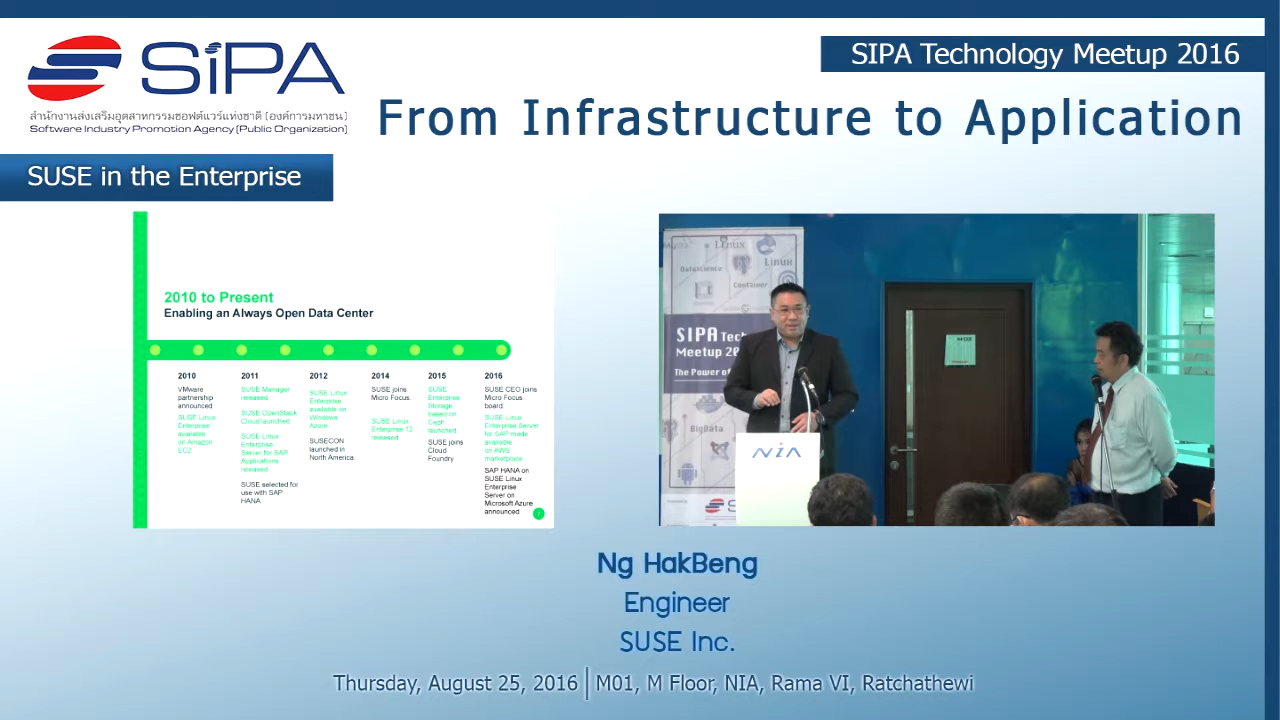 SIPA
SIPA Technology Meetup 2016
สำนักงานส่งเสริมอุตสาหกรรมซอฟต์แวร์แห่งชาติ (องค์การมหาชน)
Software Industry Promotion Agency (Public Organization)
From Infrastructure to Application
SUSE in the Enterprise
2010 to Present
Enabling an Always Open Data Center
2010
VMware
partnership
announced
SUSE Linux
Enterprise
available
on Amazon
EC2
2011
SUSE Manager
released
SUSE OpenStack
Cloud launched
SUSE Linux
Enterprise
Server for SAP
Applications
released
SUSE selected for
use with SAP
HANA
2012
SUSE Linux
Enterprise
available on
Windows
Azure
SUSECON
launched in
North America
2014
SUSE joins
Micro Focus.
SUSE Linux
Enterprise 12
released
2015
SUSE
Enterprise
Storage
based on
Ceph
launched
SUSE joins
Cloud
Foundry
2016
SUSE CEO joins
Micro Focus
board
SUSE Linux
Enterprise Server
for SAP made
available
on AWS
marketplace
SAP HANA on
SUSE Linux
Enterprise
Server on
Microsoft Azure
announced
Linux
Linux
DataScience
Container
SIPA Tec
Meetup 20
The Power of
BigData
NIA
Ng HakBeng
Engineer
SUSE Inc.
Thursday, August 25, 2016 | M01, M Floor, NIA, Rama VI, Ratchathewi